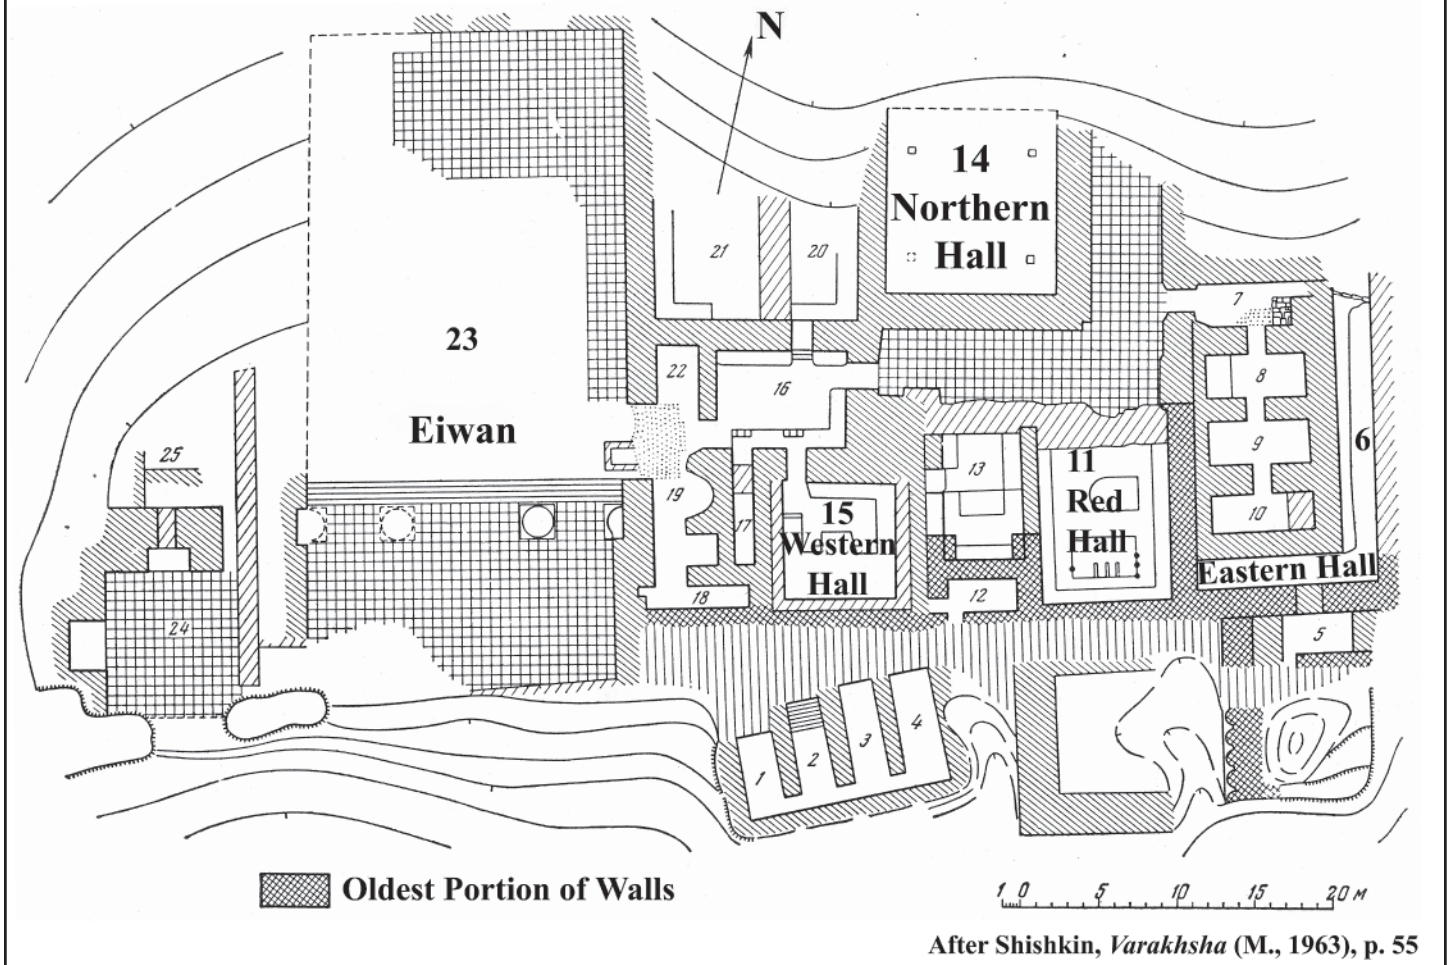 N
14
Northern
Hall
21
20
7
23
Eiwan
22
16
8
6
9
25
19
13
11
Red
Hall
17
15
Western
Hall
10
Eastern Hall
18
12
24
5
1
2
3
4
Oldest Portion of Walls
1 0 5 10 15 20 м
After Shishkin, Varakhsha (M., 1963), p. 55